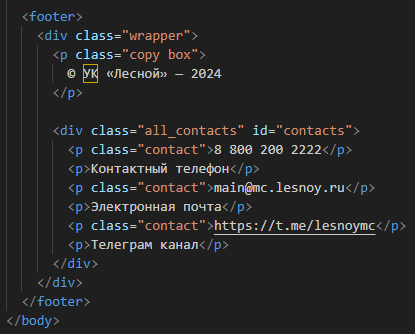 <footer>
<div class="wrapper">
<p class="copy box">
© УК «Лесной» — 2024
</p>
<div class="all_contacts" id="contacts">
<p class="contact">8 800 200 2222</p>
<p>Контактный телефон</p>
<p class="contact">main@mc.lesnoy.ru</p>
<p>Электронная почта</p>
<p class="contact">https://t.me/lesnoymc</p>
<p>Телеграм канал</p>
</div>
</div>
</footer>
</body>